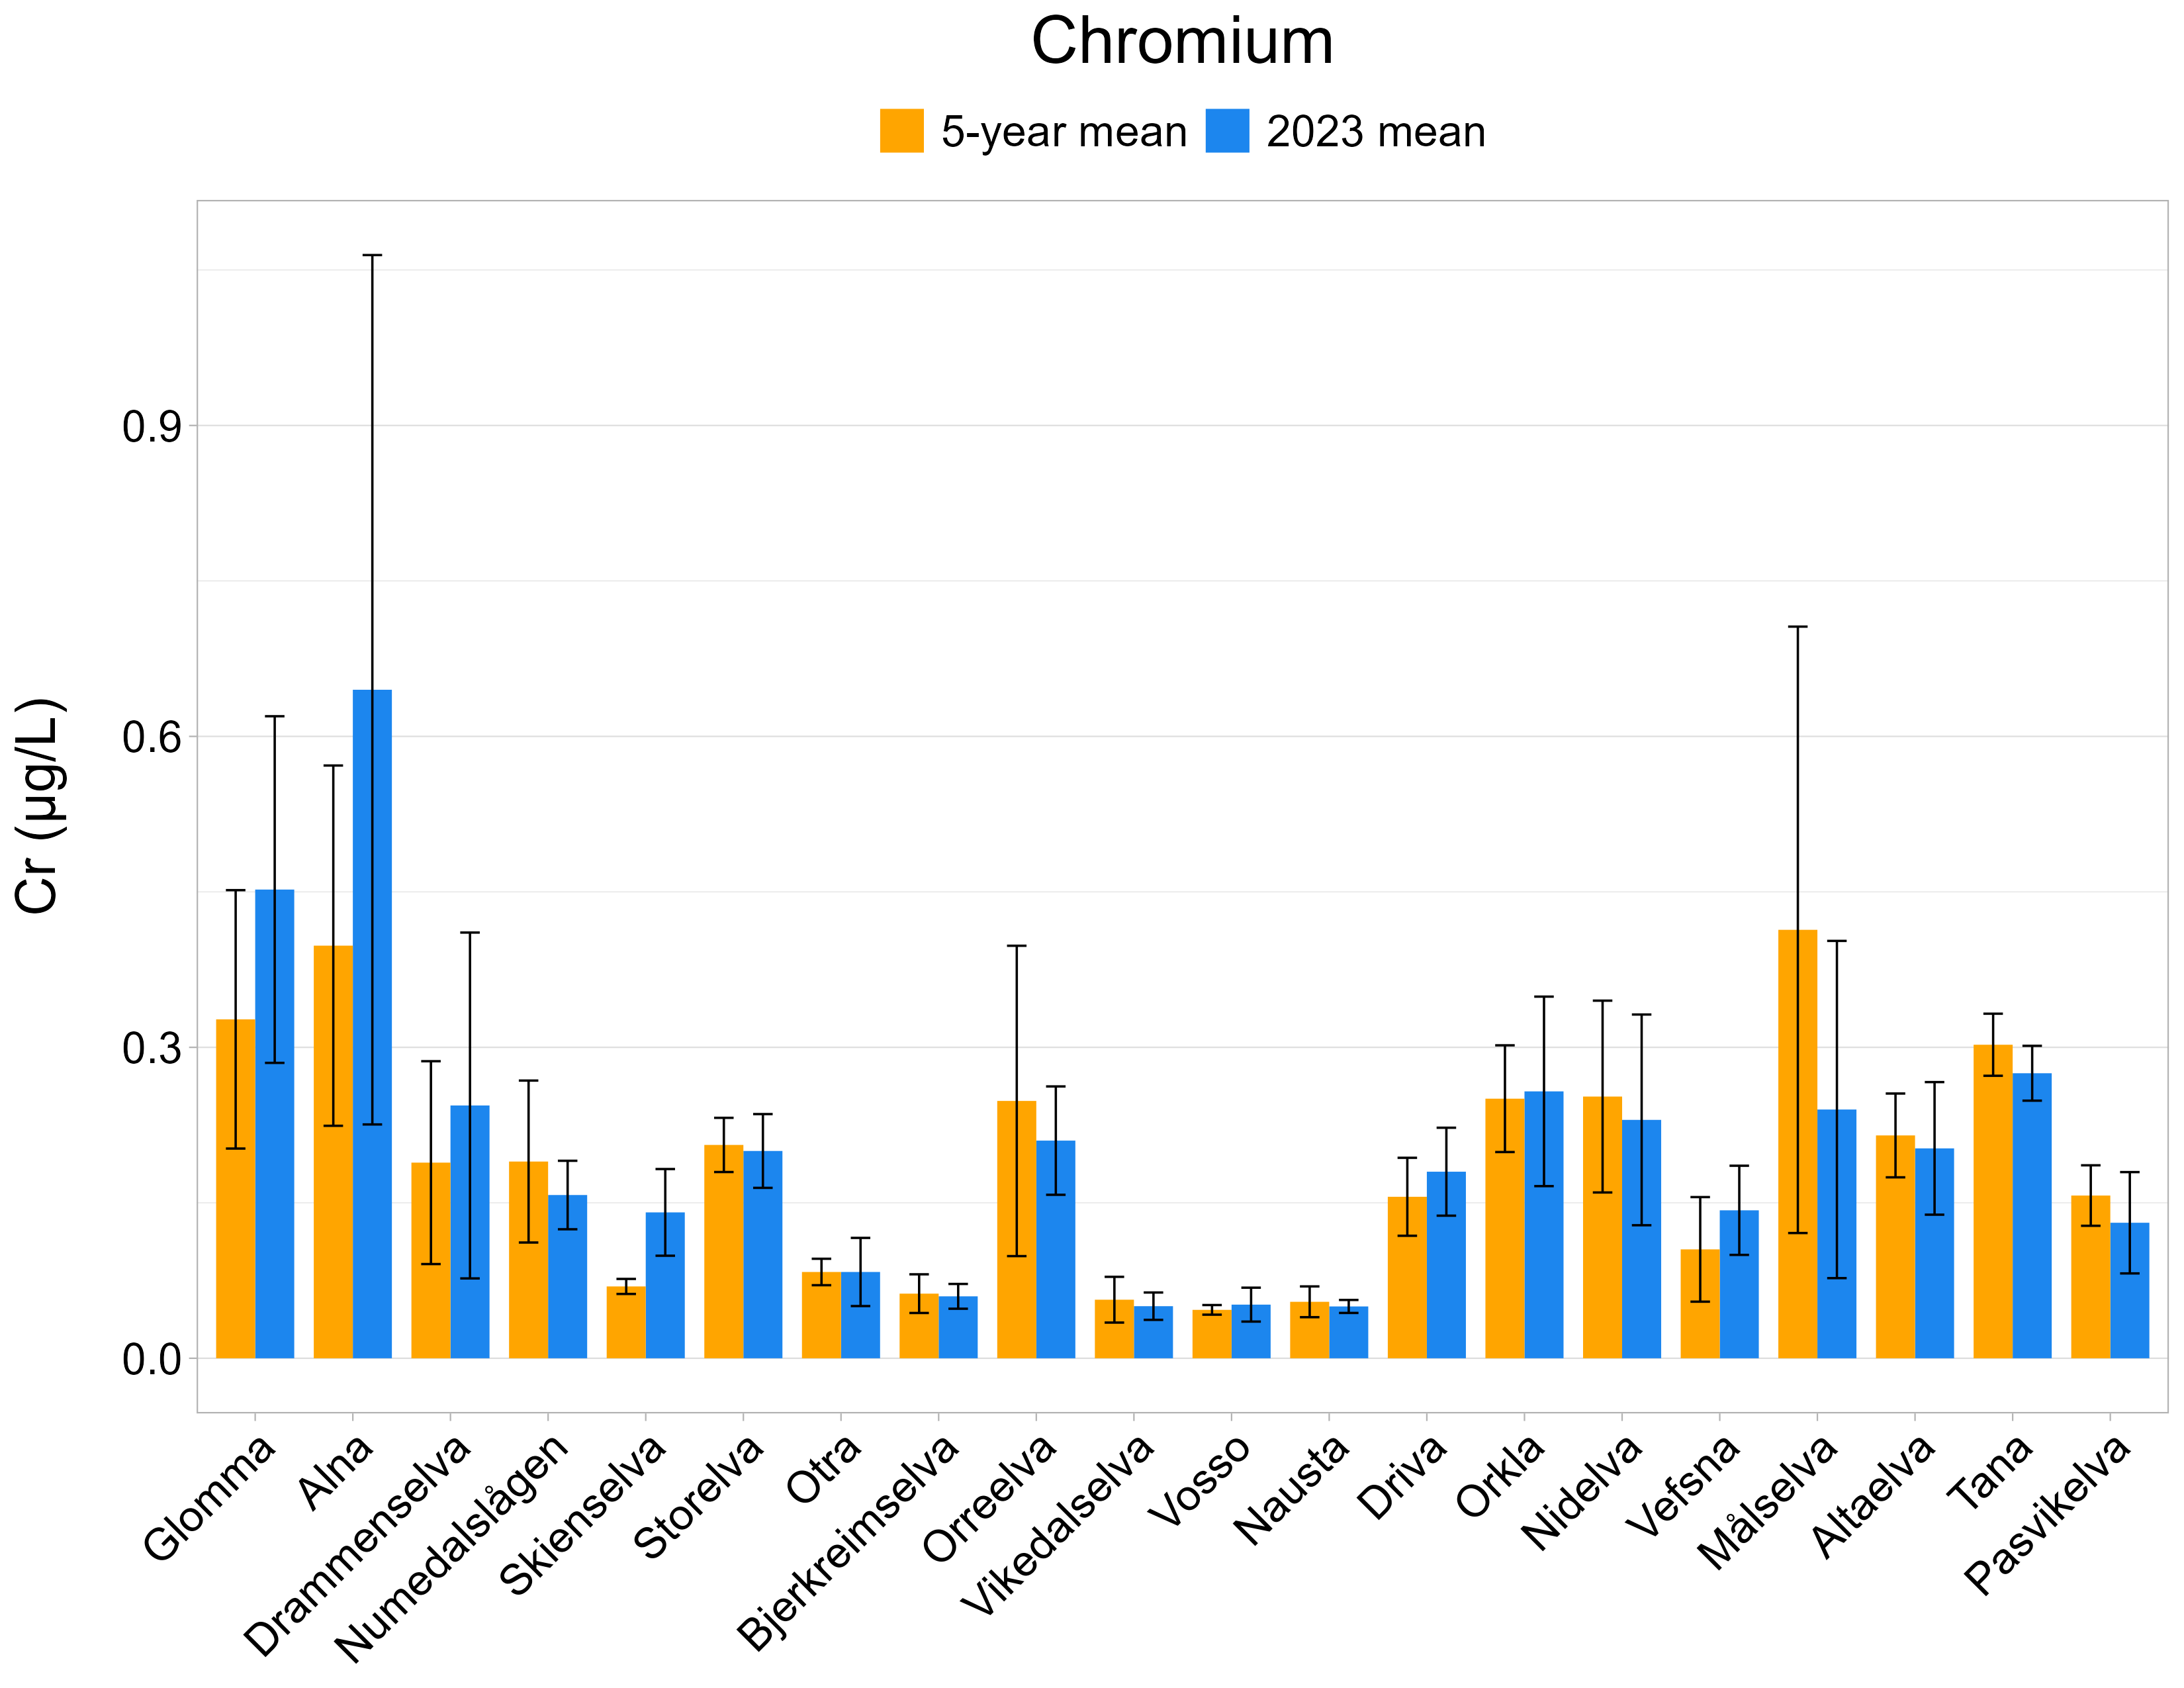 Chromium
5-year mean 2023 mean
Cr (µg/L)
0.9
0.6
0.3
0.0
Glomma
Alna
Drammenselva
Numedalslågen
Skienselva
Storelva
Otra
Bjerkreimselva
Orreelva
Vikedalselva
Vosso
Nausta
Driva
Orkla
Nidelva
Vefsna
Målselva
Altaelva
Tana
Pasvikelva